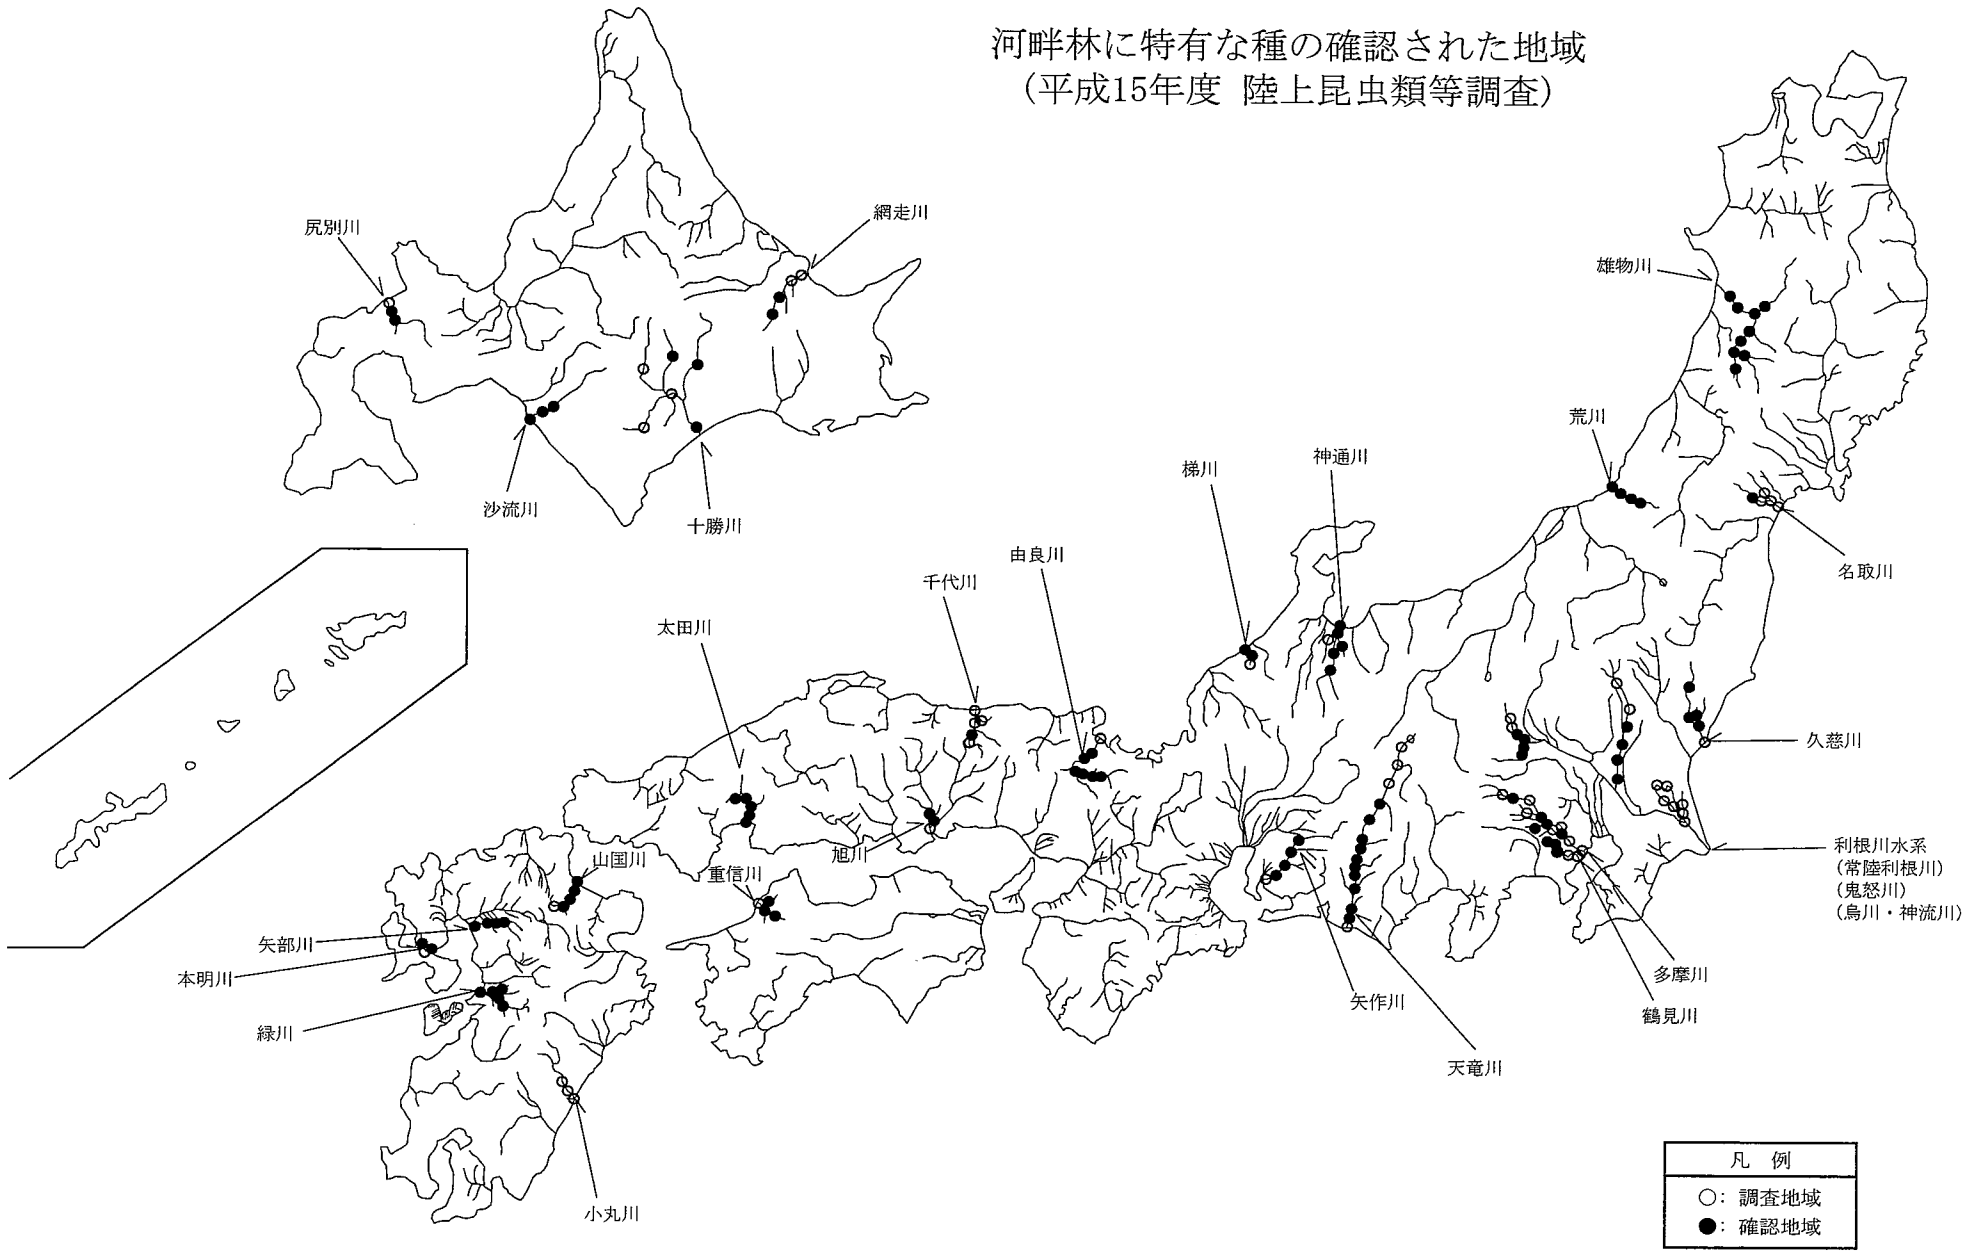 河畔林に特有な種の確認された地域
(平成15年度 陸上昆虫類等調査)
尻別川
網走川
沙流川
十勝川
雄物川
荒川
名取川
梯川
神通川
由良川
千代川
太田川
久慈川
利根川水系
(常陸利根川)
(鬼怒川)
(烏川・神流川)
多摩川
鶴見川
矢作川
天竜川
旭川
重信川
山国川
矢部川
本明川
緑川
小丸川
凡 例
○: 調査地域
●: 確認地域